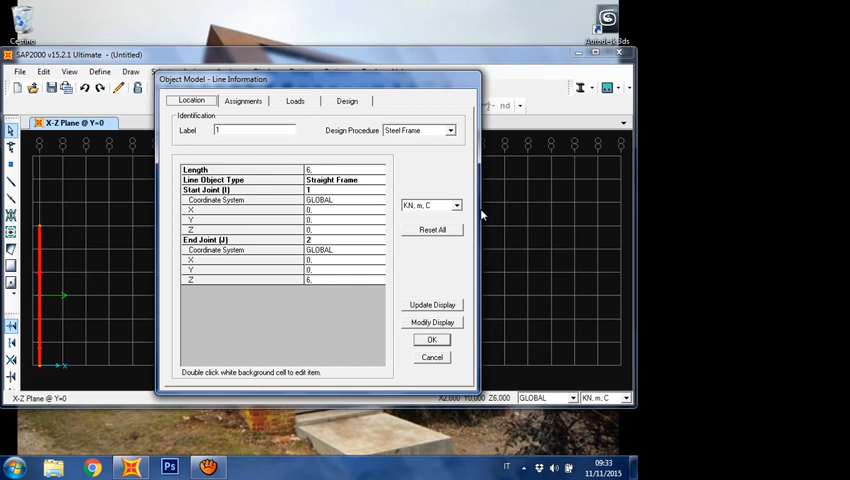 Cestino
Autodesk3ds
SAP2000 v15.2.1 Ultimate - (Untitled)
File Edit View Define Draw
Object Model - Line Information
Location Assignments Loads Design
Identification
Label 1 Design Procedure Steel Frame
nd
X-Z Plane @ Y=0
Length 6.
Line Object Type Straight Frame
Start Joint (I) 1
Coordinate System GLOBAL
X 0.
Y 0.
Z 0.
End Joint (J) 2
Coordinate System GLOBAL
X 0.
Y 0.
Z 6.
KN, m, C
Reset All
Update Display
Modify Display
OK
Cancel
Double click white background cell to edit item.
X
X-Z Plane @ Y=0 X2,000 Y0,000 Z6,000 GLOBAL KN, m, C
Ps
IT
09:33
11/11/2015